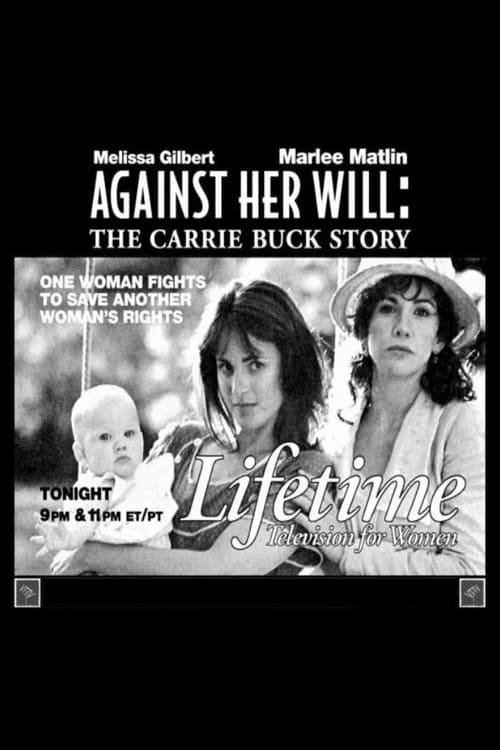 Melissa Gilbert Marlee Matlin
AGAINST HER WILL:
THE CARRIE BUCK STORY
ONE WOMAN FIGHTS
TO SAVE ANOTHER
WOMAN'S RIGHTS
TONIGHT
9PM & 11PM ET/PT
Lifetime
Television for Women